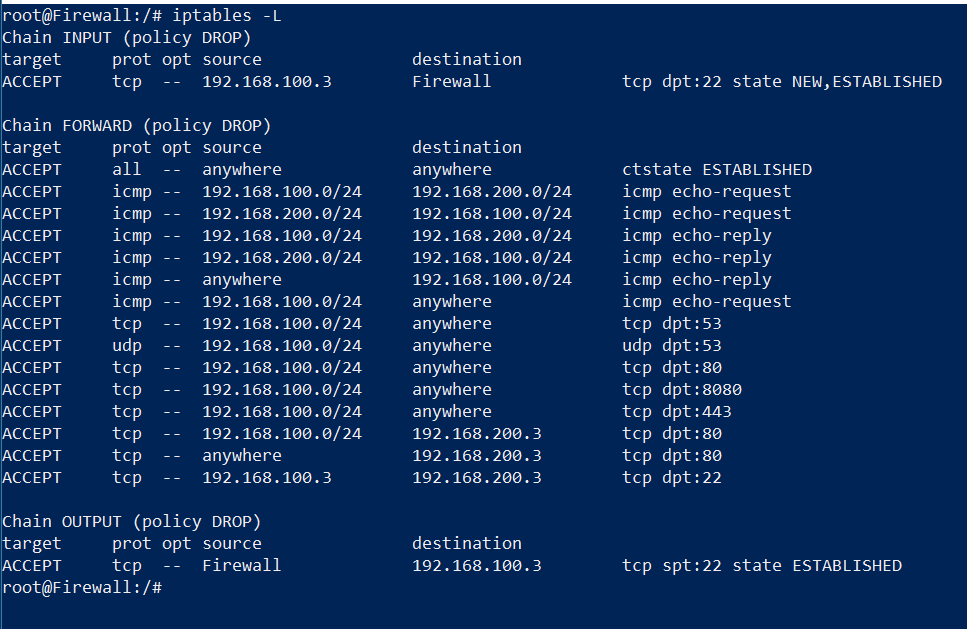 root@Firewall:/# iptables -L
Chain INPUT (policy DROP)
target     prot opt source               destination
ACCEPT     tcp  --  192.168.100.3        Firewall             tcp dpt:22 state NEW,ESTABLISHED

Chain FORWARD (policy DROP)
target     prot opt source               destination
ACCEPT     all  --  anywhere             anywhere             ctstate ESTABLISHED
ACCEPT     icmp --  192.168.100.0/24     192.168.200.0/24     icmp echo-request
ACCEPT     icmp --  192.168.200.0/24     192.168.100.0/24     icmp echo-request
ACCEPT     icmp --  192.168.100.0/24     192.168.200.0/24     icmp echo-reply
ACCEPT     icmp --  192.168.200.0/24     192.168.100.0/24     icmp echo-reply
ACCEPT     icmp --  anywhere             192.168.100.0/24     icmp echo-reply
ACCEPT     icmp --  192.168.100.0/24     anywhere             icmp echo-request
ACCEPT     tcp  --  192.168.100.0/24     anywhere             tcp dpt:53
ACCEPT     udp  --  192.168.100.0/24     anywhere             udp dpt:53
ACCEPT     tcp  --  192.168.100.0/24     anywhere             tcp dpt:80
ACCEPT     tcp  --  192.168.100.0/24     anywhere             tcp dpt:8080
ACCEPT     tcp  --  192.168.100.0/24     anywhere             tcp dpt:443
ACCEPT     tcp  --  192.168.100.0/24     192.168.200.3        tcp dpt:80
ACCEPT     tcp  --  anywhere             192.168.200.3        tcp dpt:80
ACCEPT     tcp  --  192.168.100.3        192.168.200.3        tcp dpt:22

Chain OUTPUT (policy DROP)
target     prot opt source               destination
ACCEPT     tcp  --  Firewall             192.168.100.3        tcp spt:22 state ESTABLISHED
root@Firewall:/#